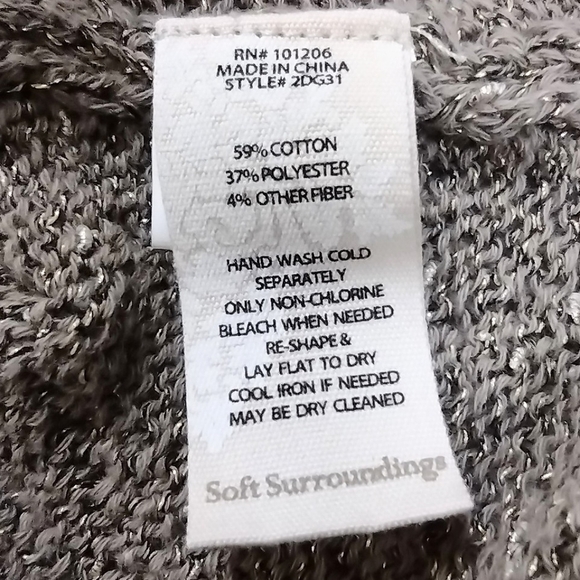 RN# 101206
MADE IN CHINA
STYLE# 2DG31
59% COTTON
37% POLYESTER
4% OTHER FIBER
HAND WASH COLD
SEPARATELY
ONLY NON-CHLORINE
BLEACH WHEN NEEDED
RE-SHAPE &
LAY FLAT TO DRY
COOL IRON IF NEEDED
MAY BE DRY CLEANED
Soft Surroundings